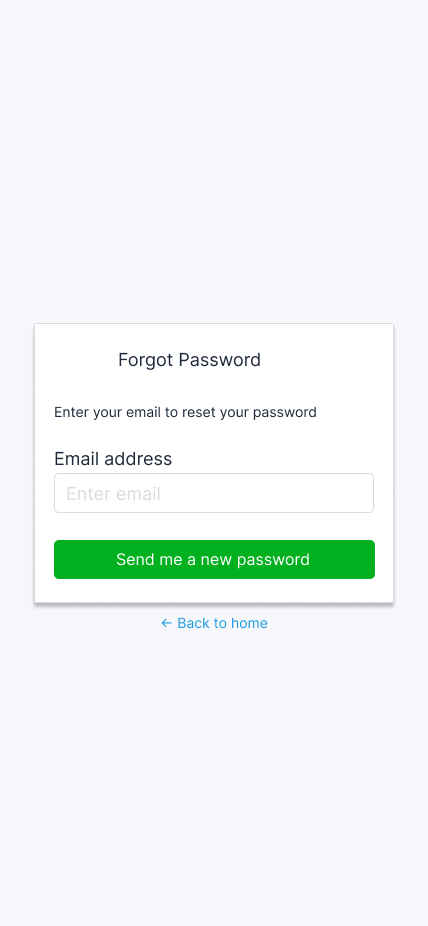 Forgot Password
Enter your email to reset your password
Email address
Enter email
Send me a new password
← Back to home